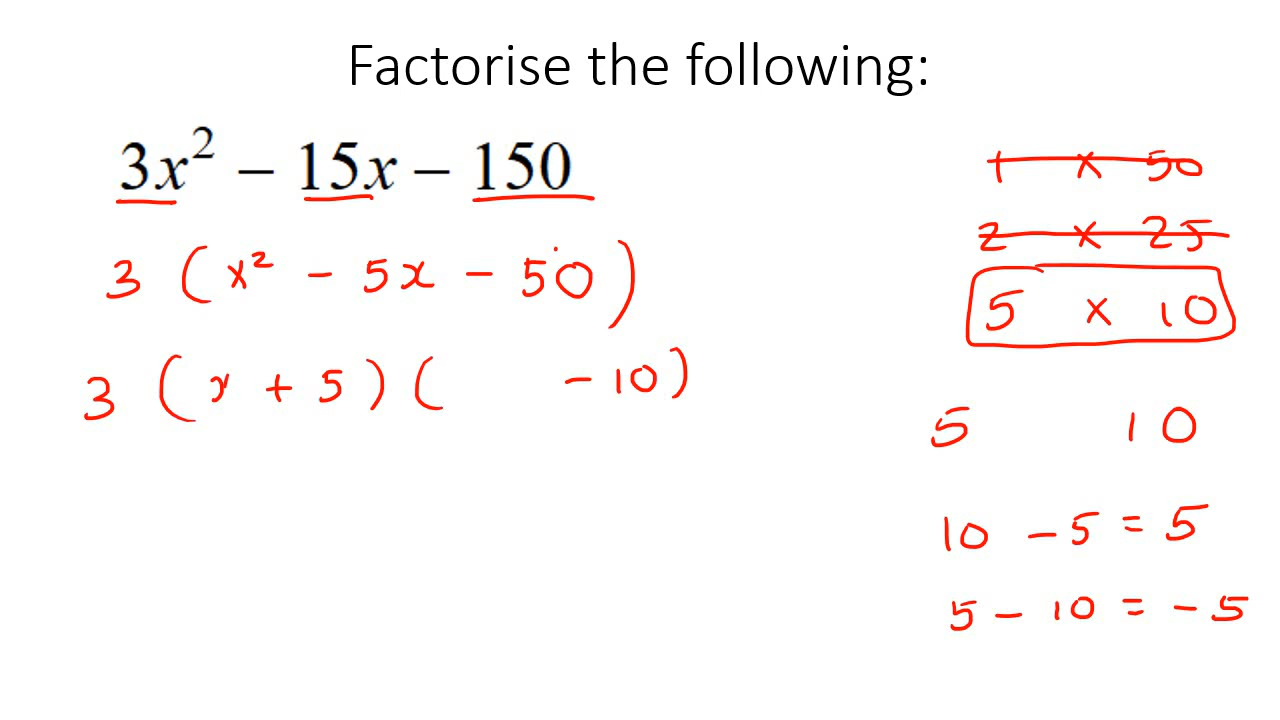 Factorise the following:
3x² − 15x − 150
3 (x² − 5x − 50)
3 (x + 5)( − 10)
1 x 50
2 x 25
5 x 10
5 10
10 − 5 = 5
5 − 10 = − 5